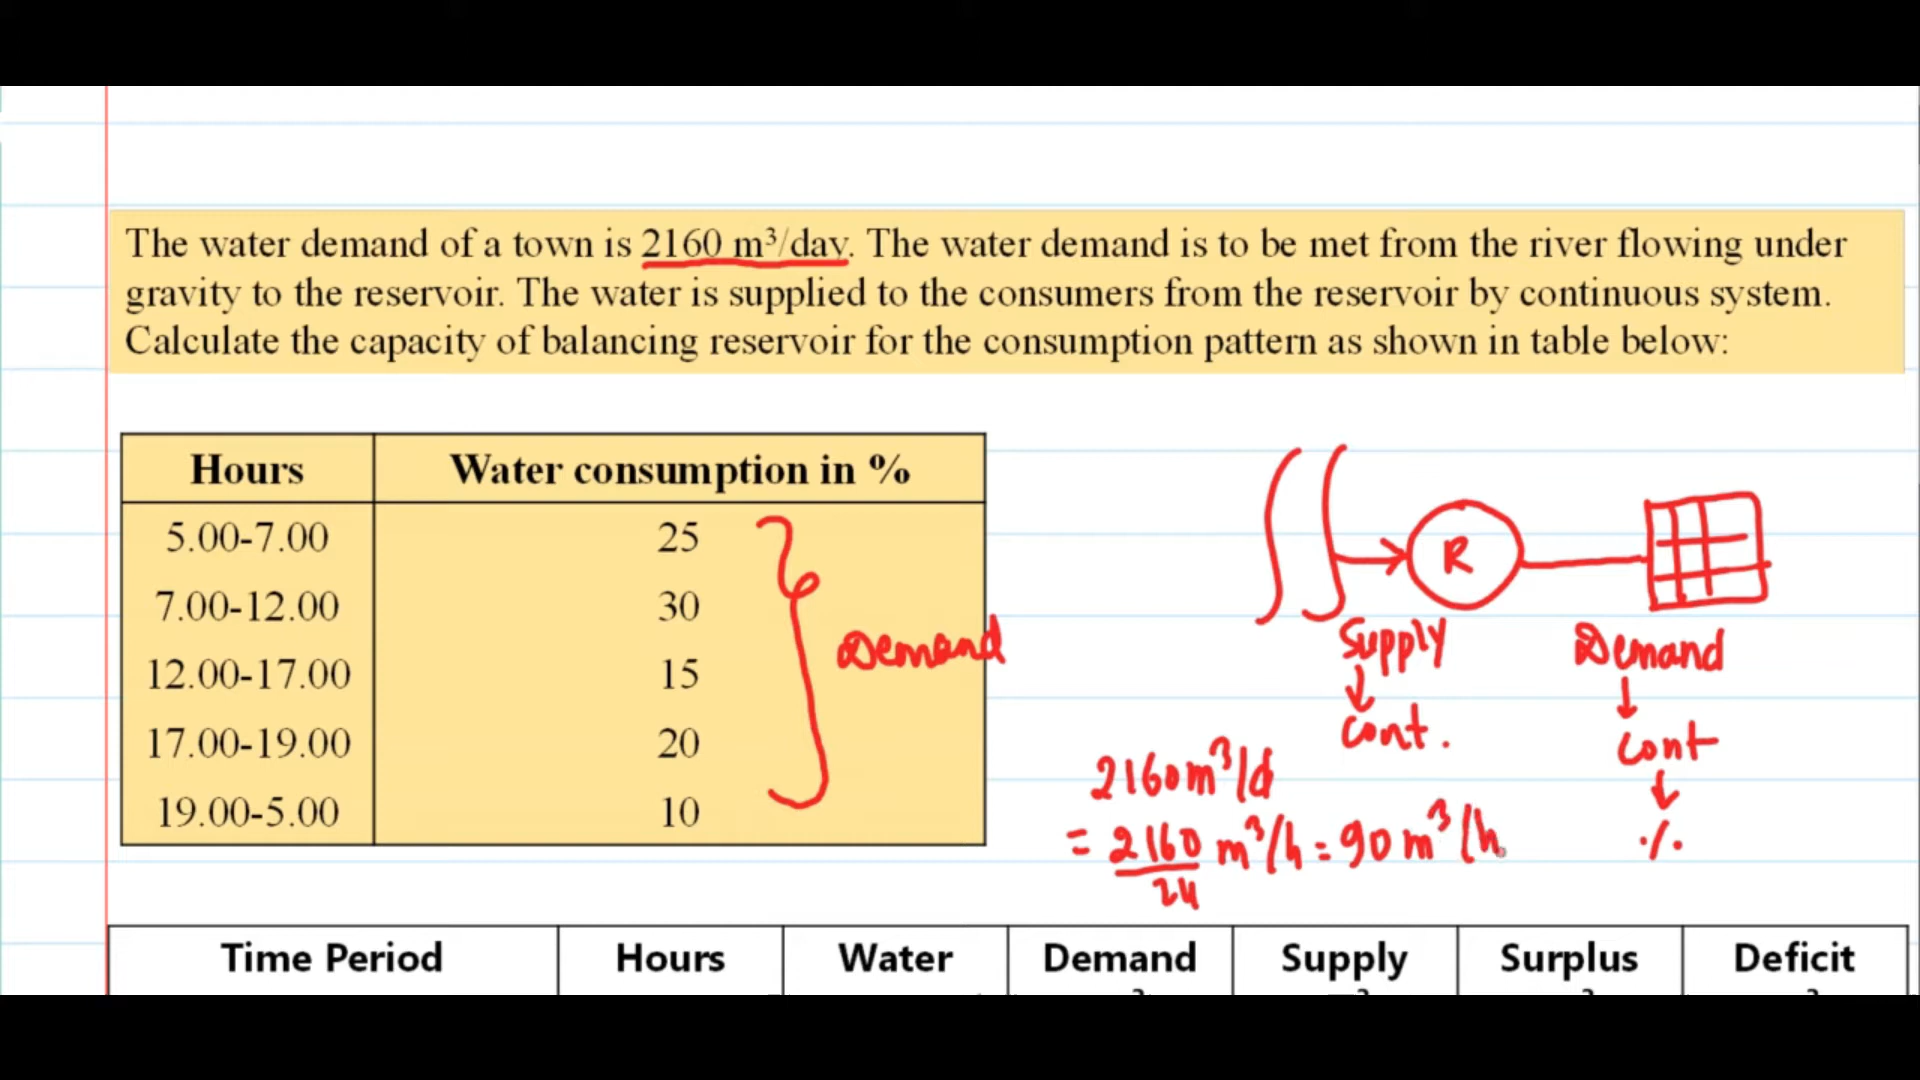 The water demand of a town is 2160 m³/day. The water demand is to be met from the river flowing under
gravity to the reservoir. The water is supplied to the consumers from the reservoir by continuous system.
Calculate the capacity of balancing reservoir for the consumption pattern as shown in table below:
Hours Water consumption in %
5.00-7.00 25
7.00-12.00 30
12.00-17.00 15
17.00-19.00 20
19.00-5.00 10
Demand
R
Supply
Demand
↓
↓
cont.
cont
↓
%
2160 m³/d
= 2160/24 m³/h = 90 m³/h
Time Period Hours Water Demand Supply Surplus Deficit